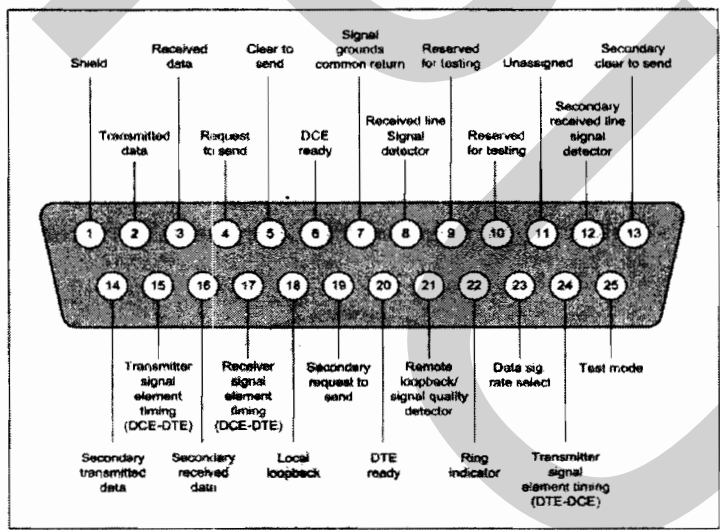 Shield
Received
data
Clear to
send
Signal
grounds
common return
Reserved
for testing
Unassigned
Secondary
clear to send
Transmitted
data
Request
to send
DCE
ready
Received line
Signal
detector
Reserved
for testing
Secondary
received line
signal
detector
1 2 3 4 5 6 7 8 9 10 11 12 13
14 15 16 17 18 19 20 21 22 23 24 25
Transmitter
signal
element
timing
(DCE-DTE)
Receiver
signal
element
timing
(DCE-DTE)
Secondary
request to
send
Remote
loopback/
signal quality
detector
Data sig.
rate select
Test mode
Secondary
transmitted
data
Secondary
received
data
Local
loopback
DTE
ready
Ring
indicator
Transmitter
signal
element timing
(DTE-DCE)